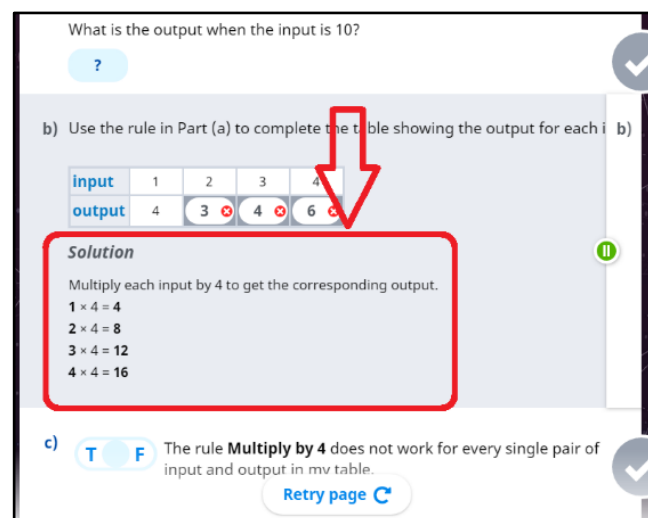 What is the output when the input is 10?
?
b) Use the rule in Part (a) to complete the table showing the output for each i b)
input 1 2 3 4
output 4 3 4 6
Solution
Multiply each input by 4 to get the corresponding output.
1 × 4 = 4
2 × 4 = 8
3 × 4 = 12
4 × 4 = 16
c) T F The rule Multiply by 4 does not work for every single pair of
input and output in my table.
Retry page